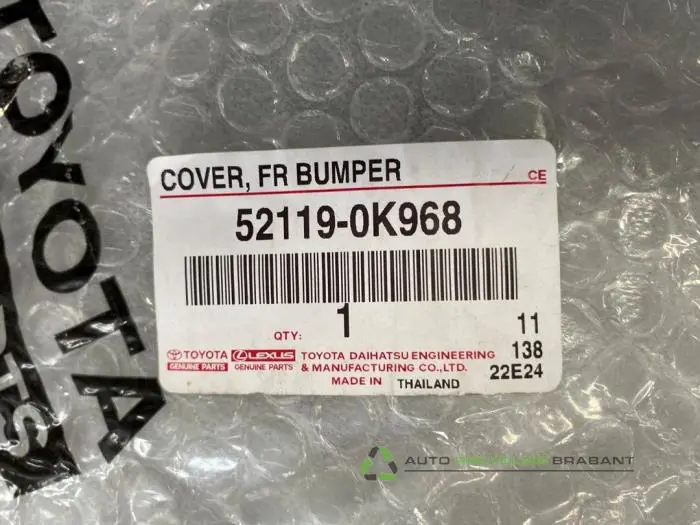 TOYOTA
COVER, FR BUMPER
CE
52119-0K968
QTY: 1
11
TOYOTA LEXUS TOYOTA DAIHATSU ENGINEERING 138
GENUINE PARTS GENUINE PARTS & MANUFACTURING CO.,LTD. 22E24
MADE IN THAILAND
AUTO RECYCLING BRABANT